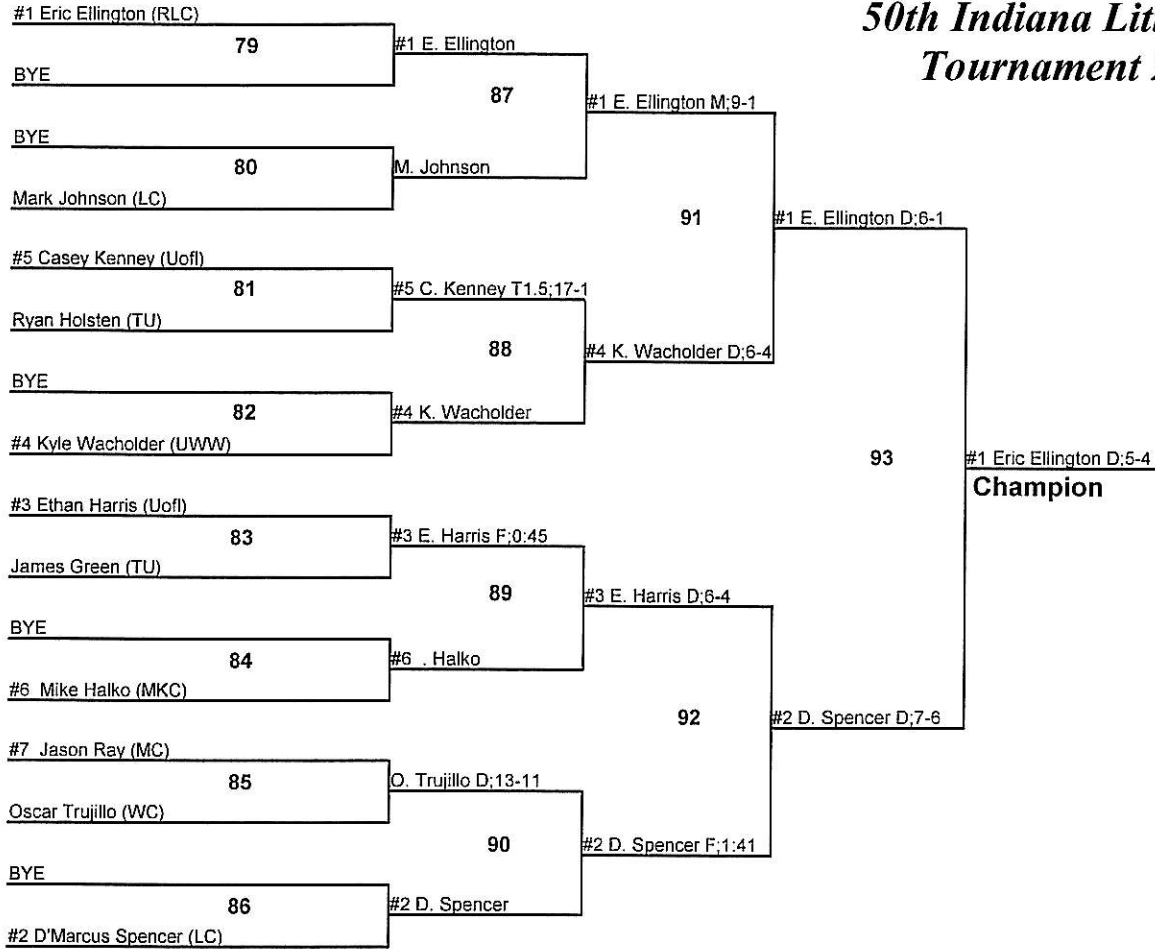 50th Indiana Lit
Tournament
#1 Eric Ellington (RLC)
79
BYE
#1 E. Ellington
87
BYE
80
Mark Johnson (LC)
M. Johnson
#1 E. Ellington M;9-1
91
#5 Casey Kenney (UofI)
81
Ryan Holsten (TU)
#5 C. Kenney T1.5;17-1
88
BYE
82
#4 Kyle Wacholder (UWW)
#4 K. Wacholder
#4 K. Wacholder D;6-4
#1 E. Ellington D;6-1
93
#3 Ethan Harris (UofI)
83
James Green (TU)
#3 E. Harris F;0:45
89
BYE
84
#6 Mike Halko (MKC)
#6 . Halko
#3 E. Harris D;6-4
92
#7 Jason Ray (MC)
85
Oscar Trujillo (WC)
O. Trujillo D;13-11
90
BYE
86
#2 D'Marcus Spencer (LC)
#2 D. Spencer
#2 D. Spencer F;1:41
#2 D. Spencer D;7-6
#1 Eric Ellington D;5-4
Champion